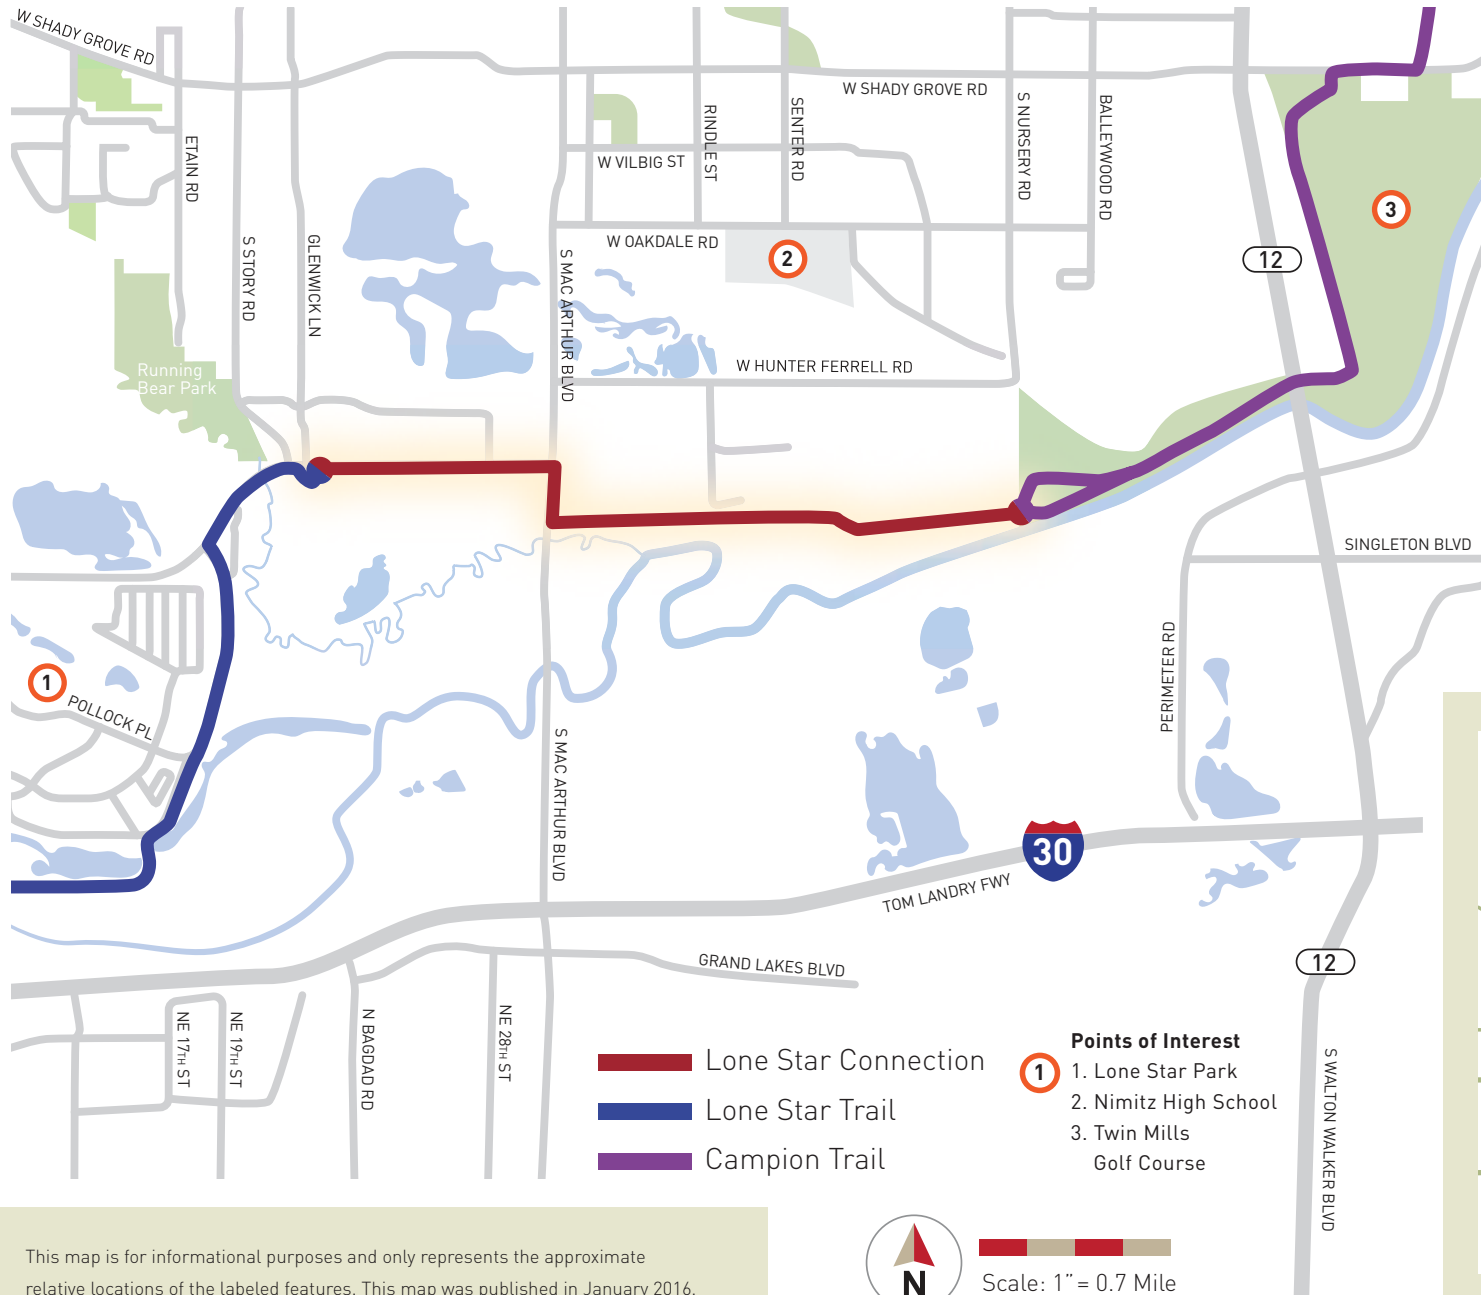 W SHADY GROVE RD
W SHADY GROVE RD
ETAIN RD
S STORY RD
GLENWICK LN
RINDLE ST
SENTER RD
S NURSERY RD
BALLEYWOOD RD
W VILBIG ST
W OAKDALE RD
2
3
12
S MAC ARTHUR BLVD
W HUNTER FERRELL RD
Running
Bear Park
SINGLETON BLVD
PERIMETER RD
1
POLLOCK PL
S MAC ARTHUR BLVD
30
TOM LANDRY FWY
12
GRAND LAKES BLVD
NE 17TH ST
NE 19TH ST
N BAGDAD RD
NE 28TH ST
S WALTON WALKER BLVD
Lone Star Connection
Lone Star Trail
Campion Trail
1
Points of Interest
1. Lone Star Park
2. Nimitz High School
3. Twin Mills
Golf Course
N
Scale: 1” = 0.7 Mile
This map is for informational purposes and only represents the approximate
relative locations of the labeled features. This map was published in January 2016.